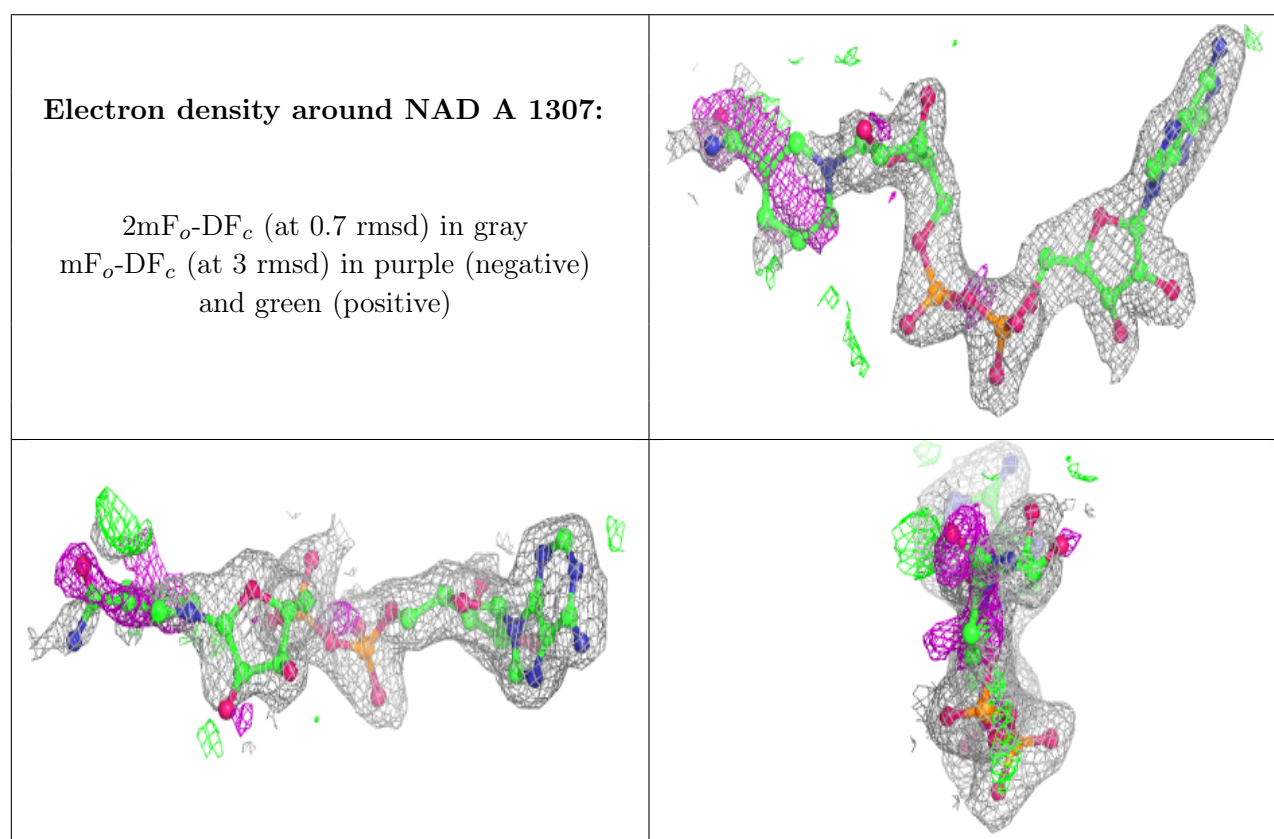 Electron density around NAD A 1307:
2mFo-DFc (at 0.7 rmsd) in gray
mFo-DFc (at 3 rmsd) in purple (negative)
and green (positive)